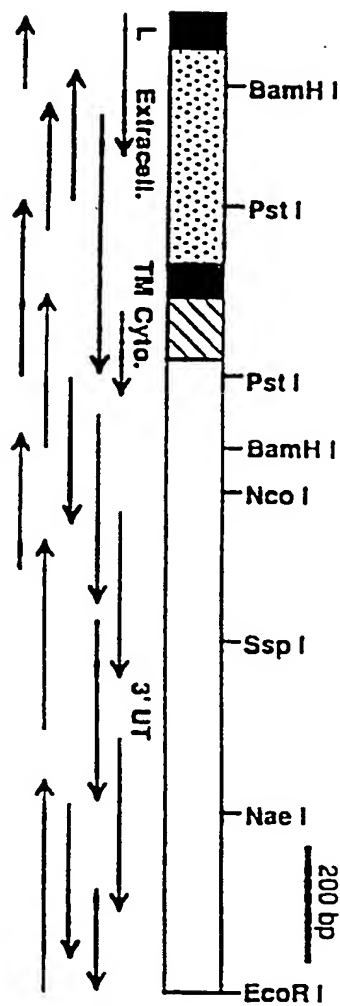 L
Extracell.
TM
Cyto.
3' UT
BamH I
Pst I
Pst I
BamH I
Nco I
Ssp I
Nae I
EcoR I
200 bp